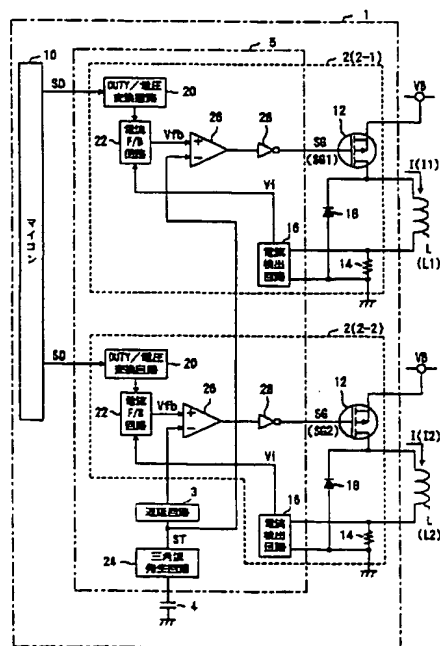 1
10
5
2(2-1)
SD
DUTY/電圧
変換回路
20
VB
26
28
12
22
電流
F/B
回路
Vfb
+
−
SG
(SG1)
I(I1)
Vi
18
16
電流
検出
回路
14
L
(L1)
マイコン
2(2-2)
SD
DUTY/電圧
変換回路
20
VB
26
28
12
22
電流
F/B
回路
Vfb
+
−
SG
(SG2)
I(I2)
Vi
18
3
遅延回路
16
電流
検出
回路
14
L
(L2)
ST
24
三角波
発生回路
4